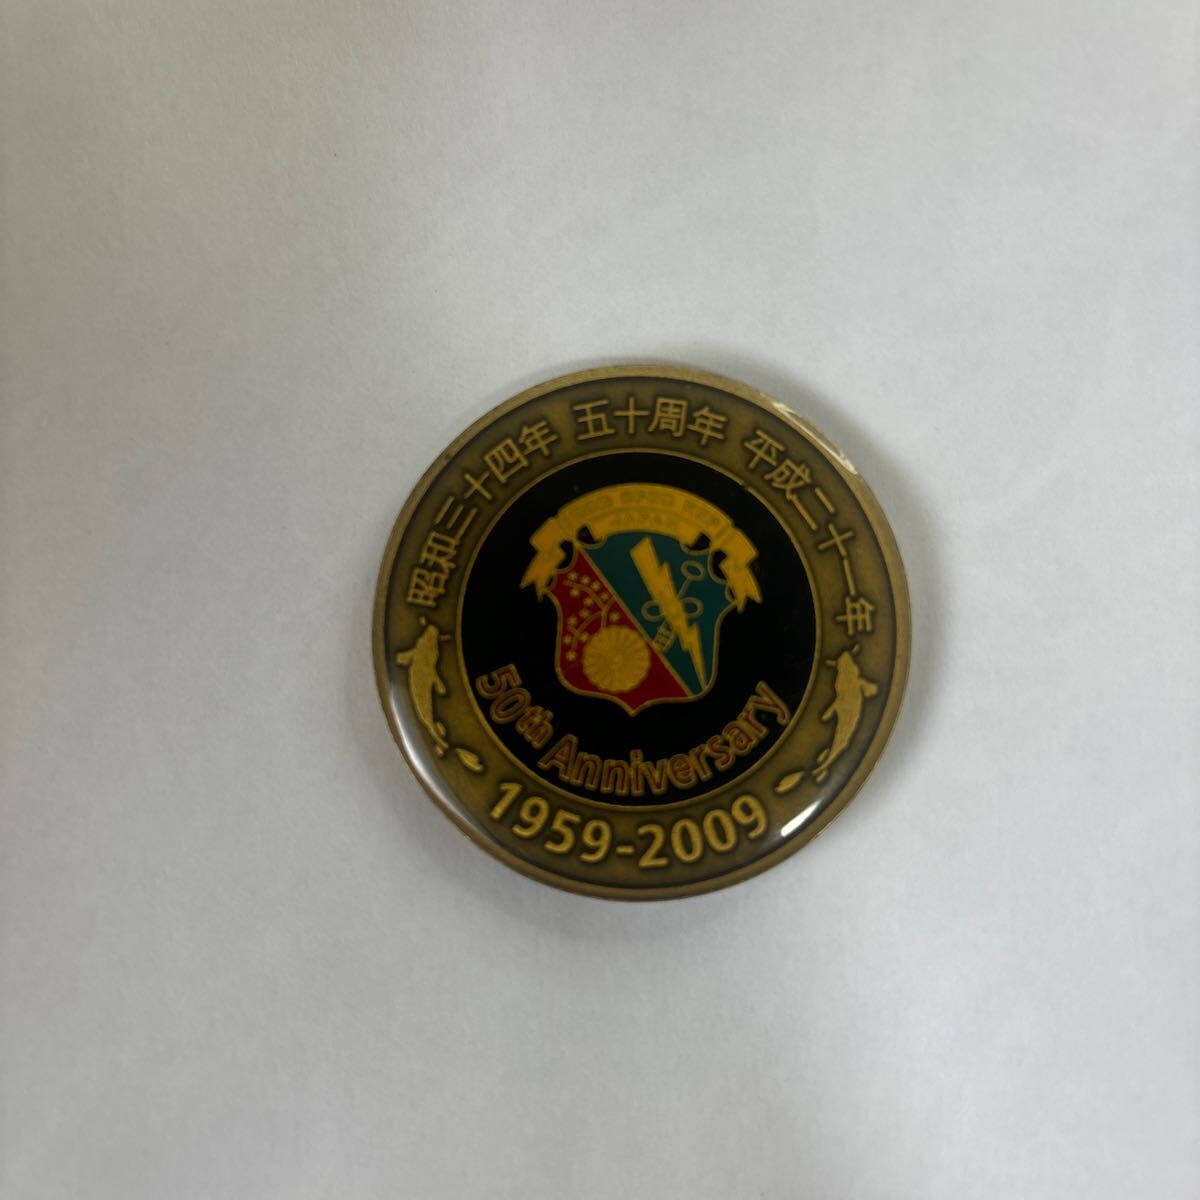 昭和三十四年 五十周年 平成二十一年
JAPAN
50th Anniversary
1959-2009